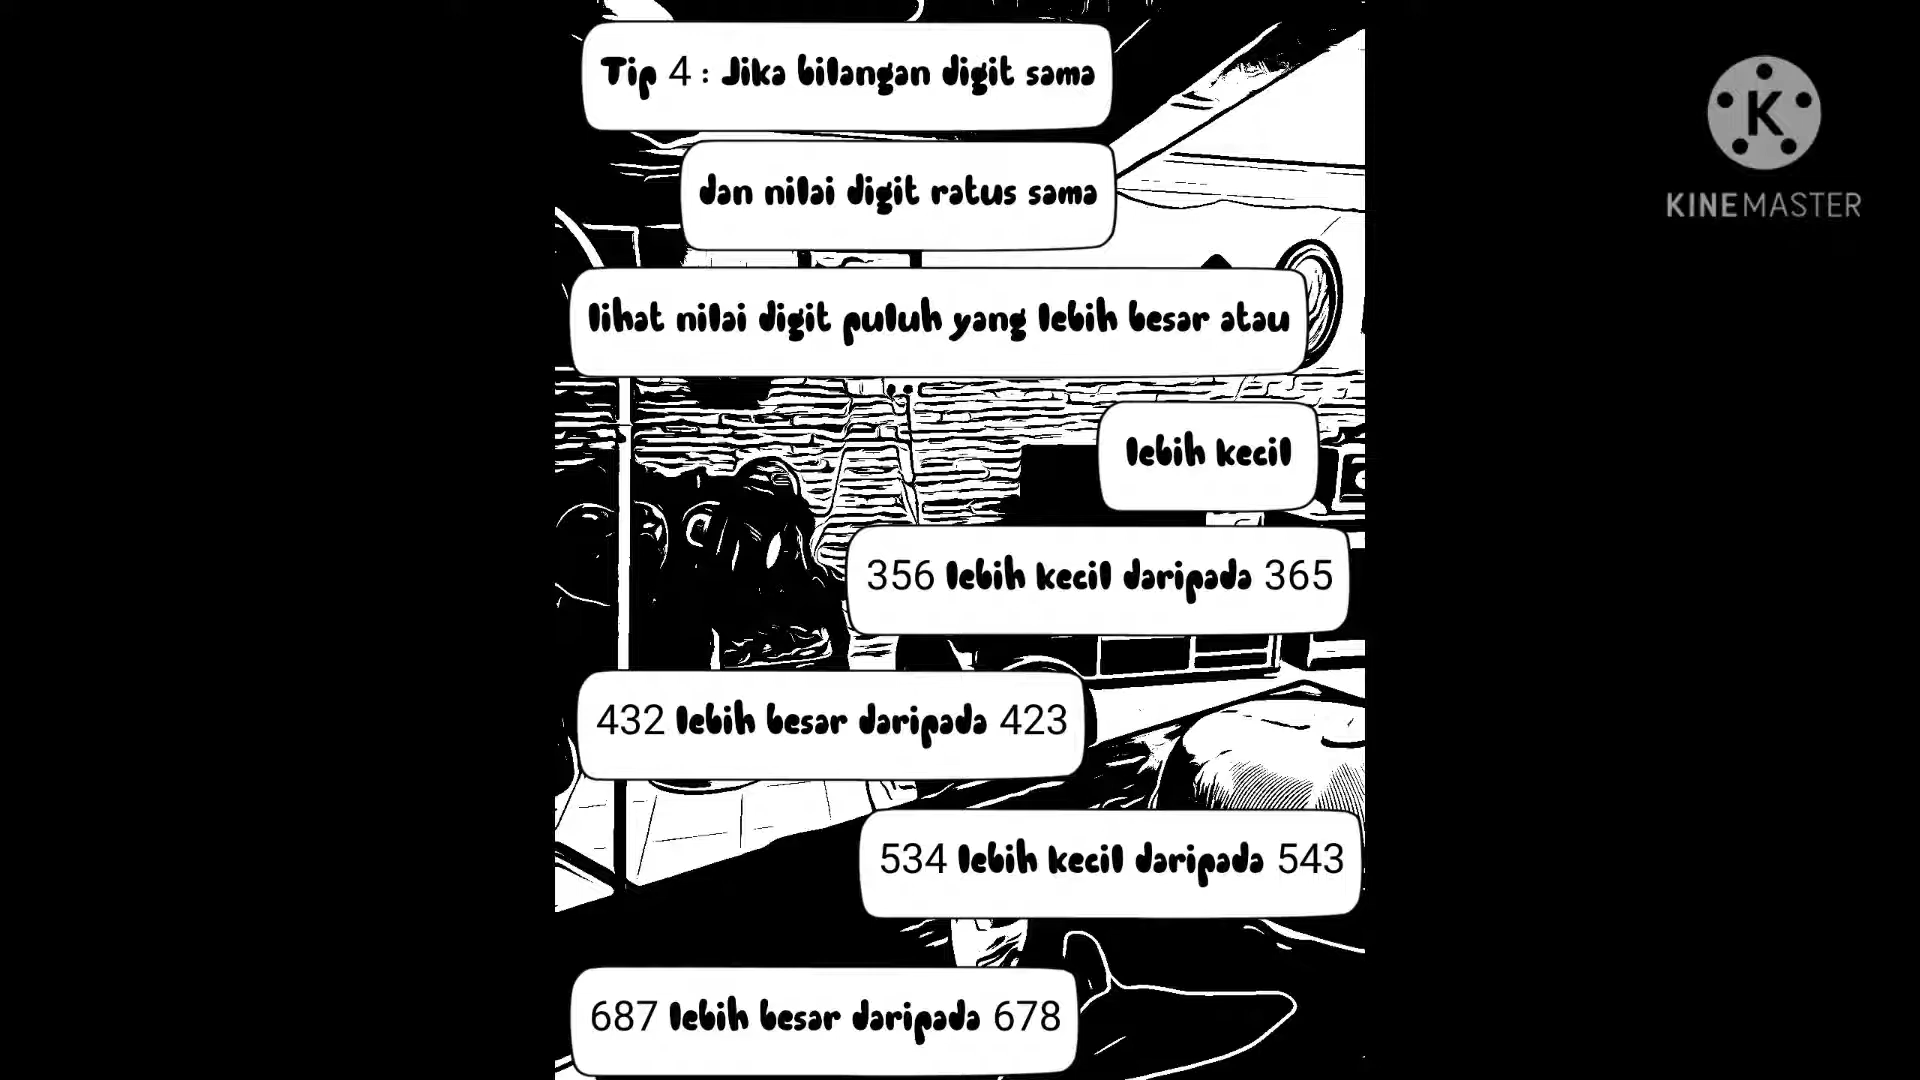 Tip 4 : Jika bilangan digit sama
dan nilai digit ratus sama
lihat nilai digit puluh yang lebih besar atau
lebih kecil
356 lebih kecil daripada 365
432 lebih besar daripada 423
534 lebih kecil daripada 543
687 lebih besar daripada 678
K
KINEMASTER